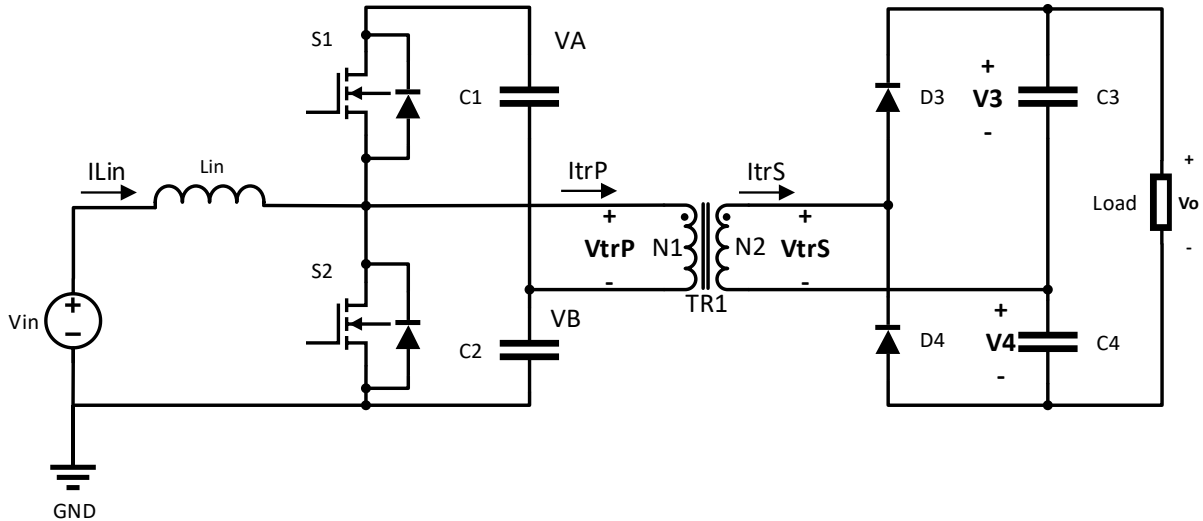 S1
VA
C1
ILin
Lin
ItrP
ItrS
+
V3
-
D3
C3
+
Load
Vo
-
+
VtrP
-
N1
N2
+
VtrS
-
TR1
S2
Vin
+
−
VB
C2
D4
+
V4
-
C4
GND